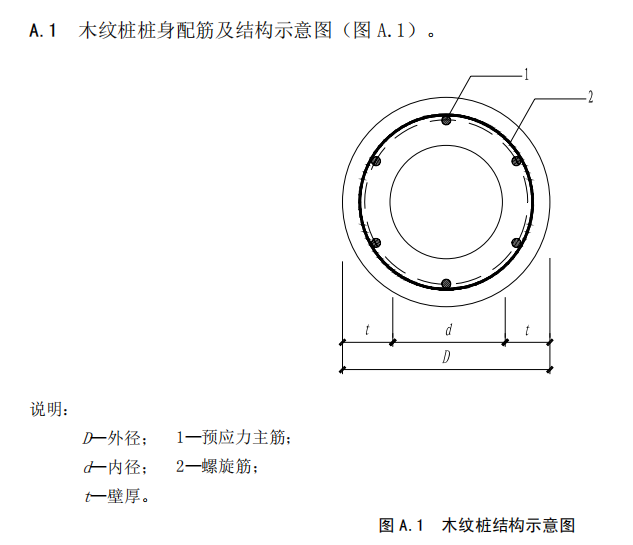 A.1 木纹桩桩身配筋及结构示意图（图 A.1）。
1
2
t d t
D
说明：
D—外径； 1—预应力主筋；
d—内径； 2—螺旋筋；
t—壁厚。
图 A.1 木纹桩结构示意图